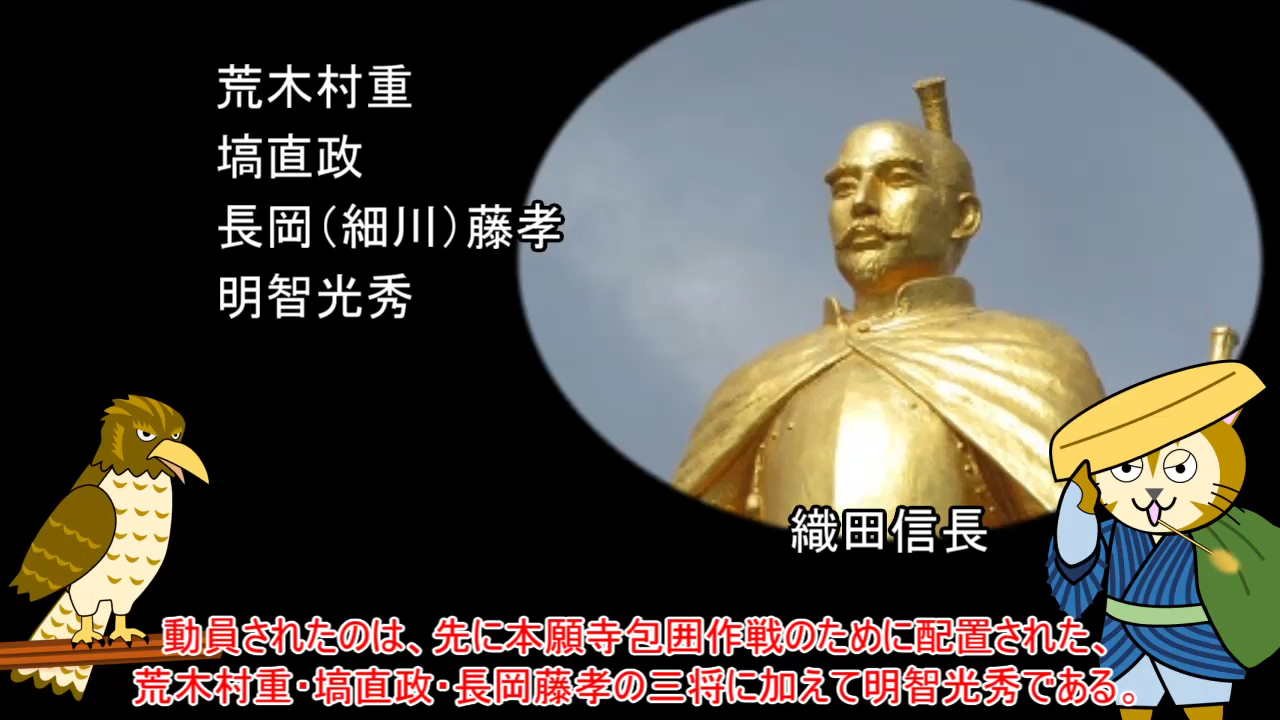 荒木村重
塙直政
長岡（細川）藤孝
明智光秀
織田信長
動員されたのは、先に本願寺包囲作戦のために配置された、
荒木村重・塙直政・長岡藤孝の三将に加えて明智光秀である。